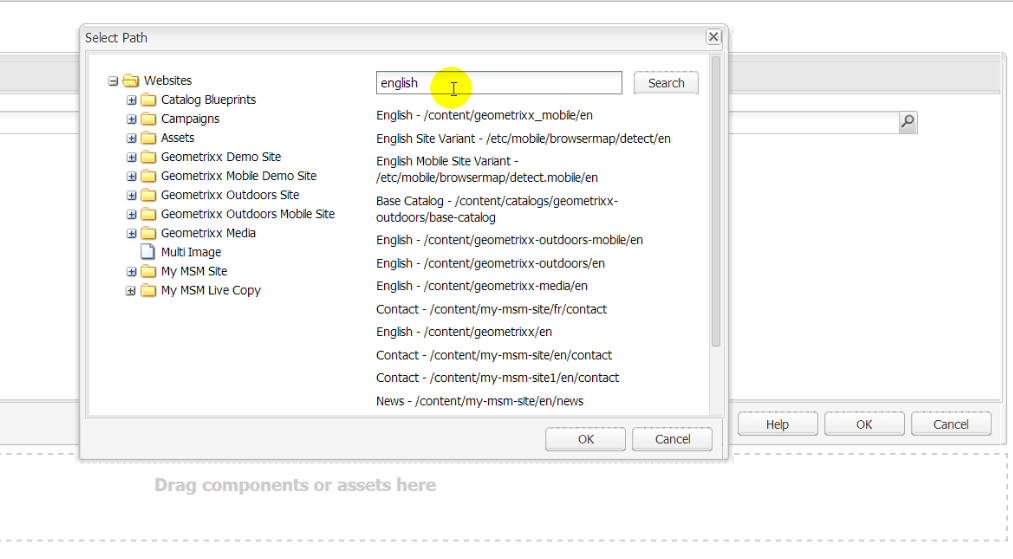 Select Path
Websites
Catalog Blueprints
Campaigns
Assets
Geometrixx Demo Site
Geometrixx Mobile Demo Site
Geometrixx Outdoors Site
Geometrixx Outdoors Mobile Site
Geometrixx Media
Multi Image
My MSM Site
My MSM Live Copy
english
Search
English - /content/geometrixx_mobile/en
English Site Variant - /etc/mobile/browsermap/detect/en
English Mobile Site Variant -
/etc/mobile/browsermap/detect.mobile/en
Base Catalog - /content/catalogs/geometrixx-
outdoors/base-catalog
English - /content/geometrixx-outdoors-mobile/en
English - /content/geometrixx-outdoors/en
English - /content/geometrixx-media/en
Contact - /content/my-msm-site/fr/contact
English - /content/geometrixx/en
Contact - /content/my-msm-site/en/contact
Contact - /content/my-msm-site1/en/contact
News - /content/my-msm-site/en/news
OK
Cancel
Help
OK
Cancel
Drag components or assets here